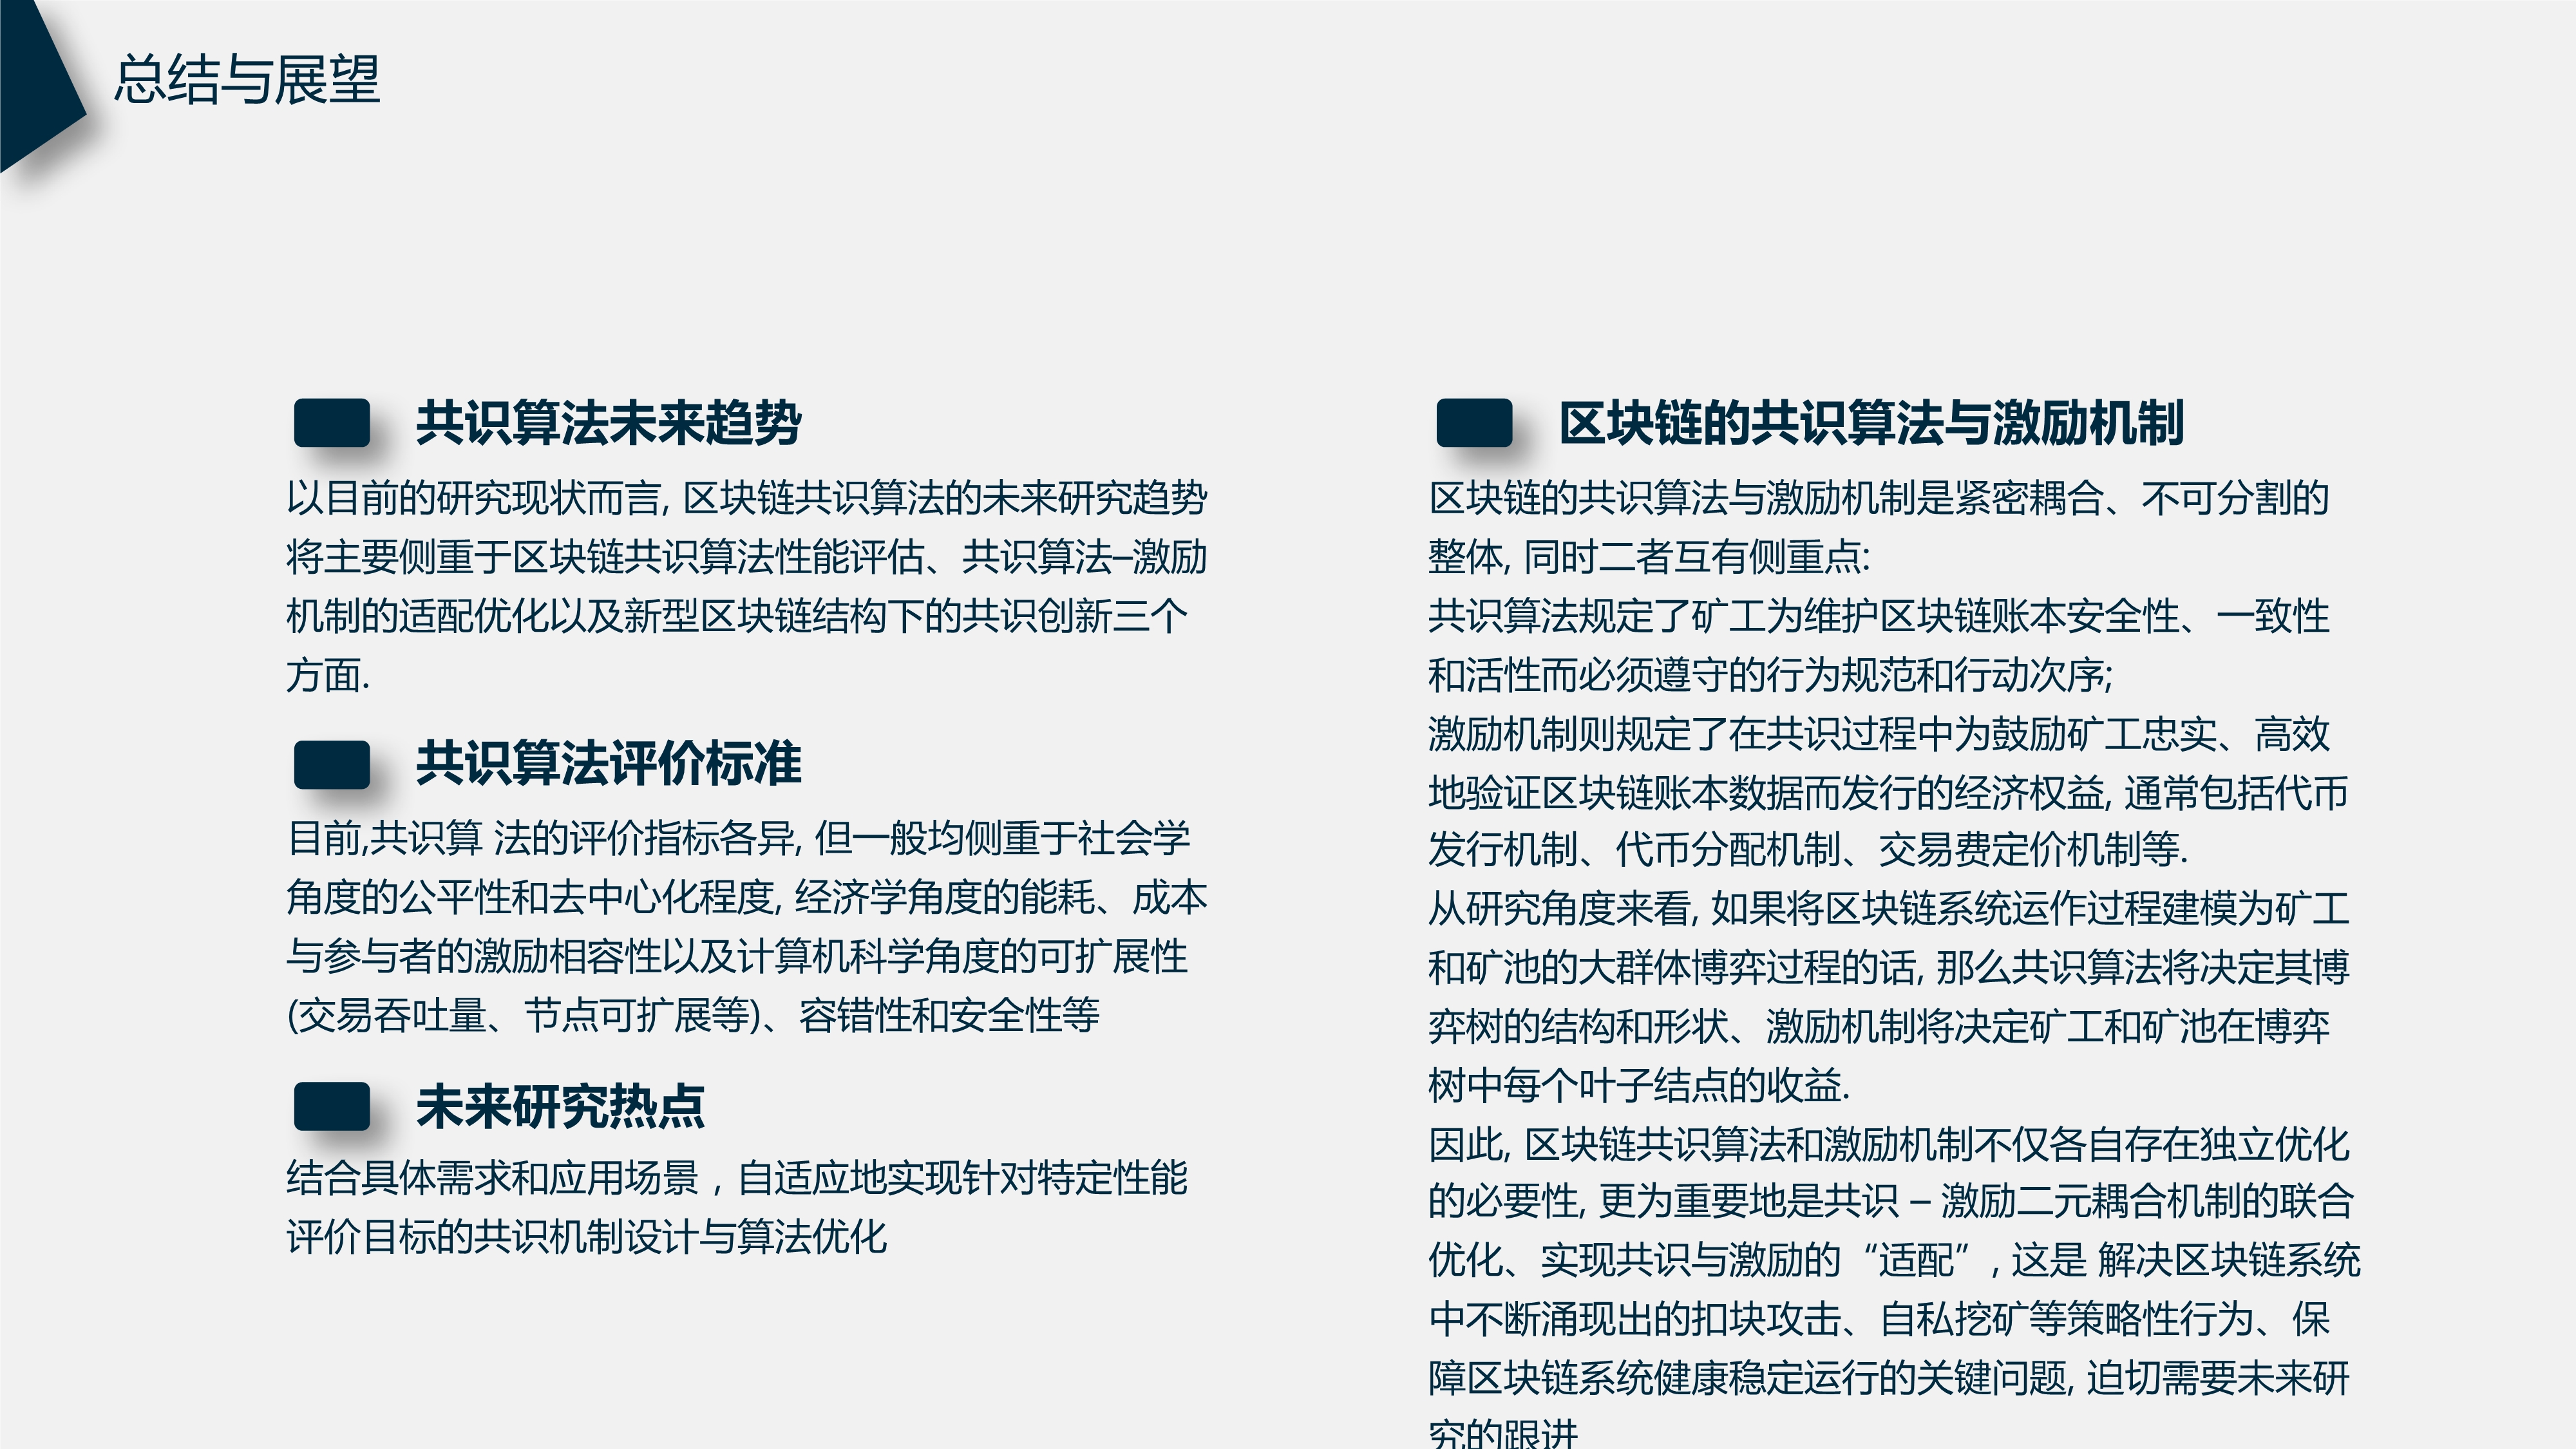 总结与展望
共识算法未来趋势
以目前的研究现状而言, 区块链共识算法的未来研究趋势
将主要侧重于区块链共识算法性能评估、共识算法–激励
机制的适配优化以及新型区块链结构下的共识创新三个
方面.
共识算法评价标准
目前,共识算 法的评价指标各异, 但一般均侧重于社会学
角度的公平性和去中心化程度, 经济学角度的能耗、成本
与参与者的激励相容性以及计算机科学角度的可扩展性
(交易吞吐量、节点可扩展等)、容错性和安全性等
未来研究热点
结合具体需求和应用场景，自适应地实现针对特定性能
评价目标的共识机制设计与算法优化
区块链的共识算法与激励机制
区块链的共识算法与激励机制是紧密耦合、不可分割的
整体, 同时二者互有侧重点:
共识算法规定了矿工为维护区块链账本安全性、一致性
和活性而必须遵守的行为规范和行动次序;
激励机制则规定了在共识过程中为鼓励矿工忠实、高效
地验证区块链账本数据而发行的经济权益, 通常包括代币
发行机制、代币分配机制、交易费定价机制等.
从研究角度来看, 如果将区块链系统运作过程建模为矿工
和矿池的大群体博弈过程的话, 那么共识算法将决定其博
弈树的结构和形状、激励机制将决定矿工和矿池在博弈
树中每个叶子结点的收益.
因此, 区块链共识算法和激励机制不仅各自存在独立优化
的必要性, 更为重要地是共识 – 激励二元耦合机制的联合
优化、实现共识与激励的“适配”, 这是 解决区块链系统
中不断涌现出的扣块攻击、自私挖矿等策略性行为、保
障区块链系统健康稳定运行的关键问题, 迫切需要未来研
究的跟进